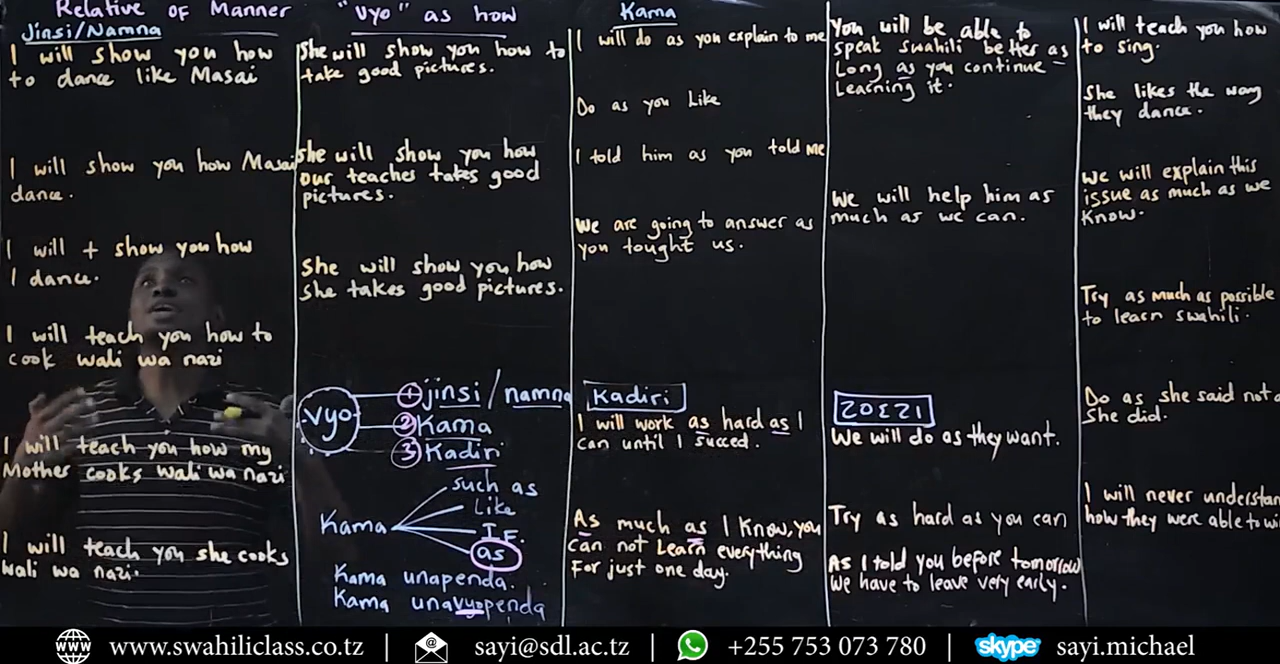 Relative of Manner "vyo" as how
Jinsi/Namna
I will show you how
to dance like Masai
I will show you how Masai
dance.
I will + show you how
I dance.
I will teach you how to
cook wali wa nazi
I will teach you how my
Mother cooks wali wa nazi
I will teach you she cooks
wali wa nazi.
She will show you how to
take good pictures.
She will show you how
our teaches takes good
pictures.
She will show you how
she takes good pictures.
Vyo
1 jinsi / namna
2 Kama
3 Kadiri
Kama
such as
Like
IF.
as
Kama unapenda.
Kama unavyopenda
Kama
I will do as you explain to me
Do as you Like
I told him as you told me
We are going to answer as
you tought us.
Kadiri
I will work as hard as I
can until I succed.
As much as I know, you
can not Learn everything
For just one day.
You will be able to
speak swahili better as
Long as you continue
Learning it.
We will help him as
much as we can.
We will do as they want.
Try as hard as you can
As I told you before tomorrow
We have to leave very early.
I will teach you how
to sing.
She likes the way
they dance.
We will explain this
issue as much as we
Know.
Try as much as possible
to learn swahili.
Do as she said not a
She did.
I will never understan
how they were able to wi
www.swahiliclass.co.tz | sayi@sdl.ac.tz | +255 753 073 780 | skype sayi.michael